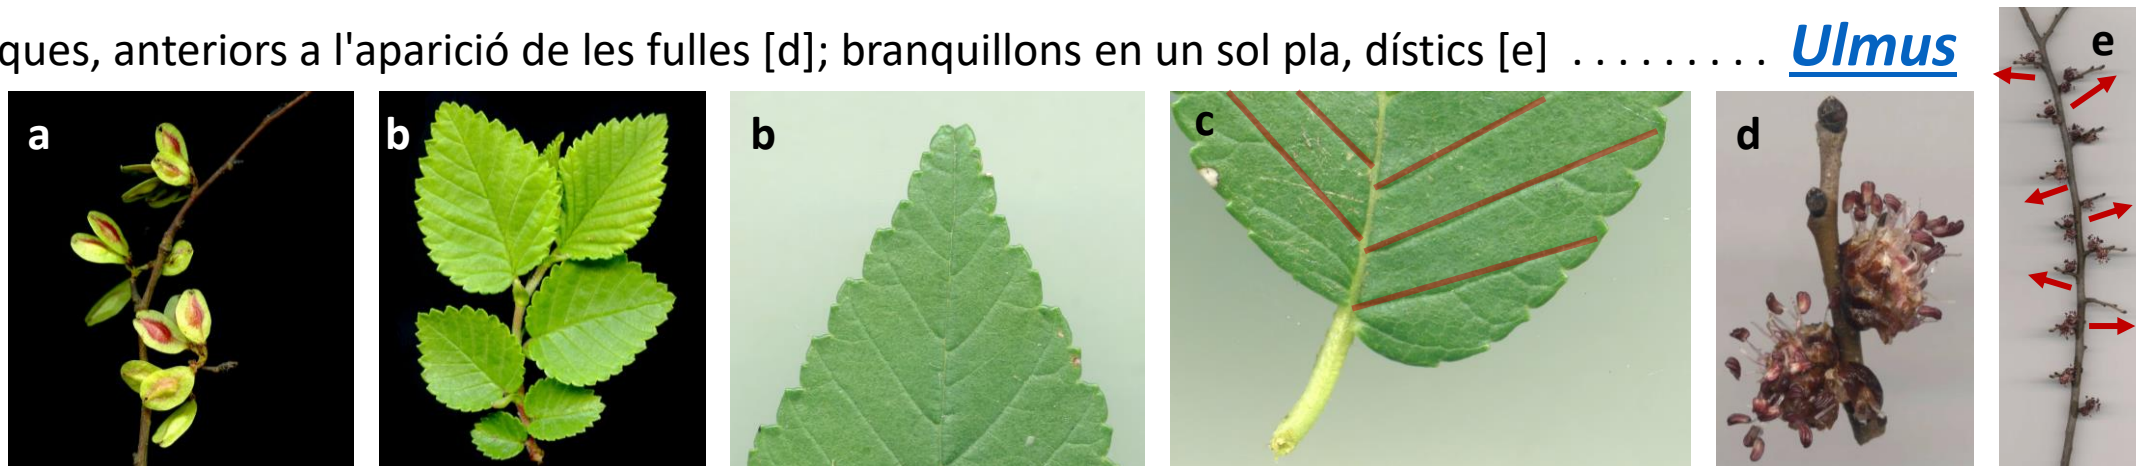 ques, anteriors a l'aparició de les fulles [d]; branquillons en un sol pla, dístics [e] . . . . . . . . . Ulmus
a
b
b
c
d
e